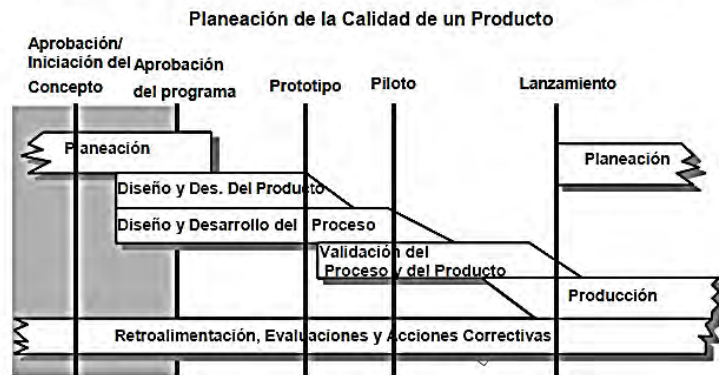 Planeación de la Calidad de un Producto
Aprobación/
Iniciación del
Concepto
Aprobación
del programa
Prototipo
Piloto
Lanzamiento
Planeación
Planeación
Diseño y Des. Del Producto
Diseño y Desarrollo del Proceso
Validación del
Proceso y del Producto
Producción
Retroalimentación, Evaluaciones y Acciones Correctivas